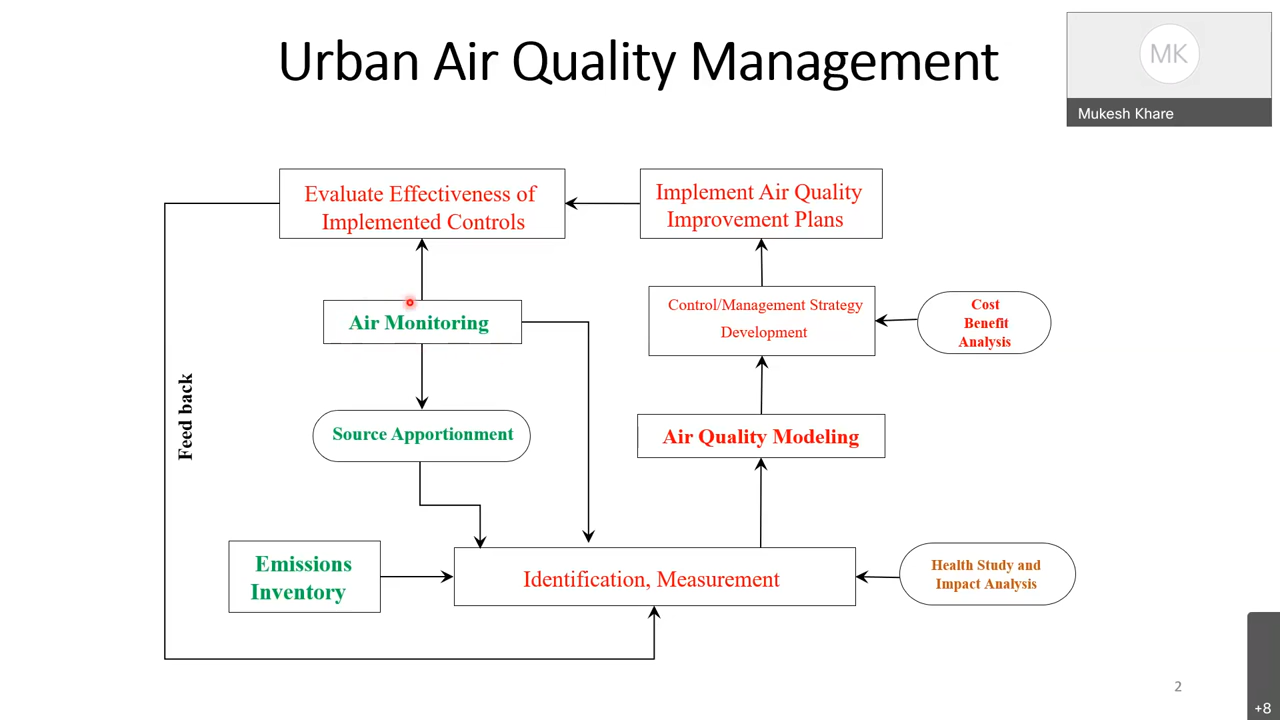 Urban Air Quality Management
MK
Mukesh Khare
Evaluate Effectiveness of
Implemented Controls
Implement Air Quality
Improvement Plans
Air Monitoring
Control/Management Strategy
Development
Cost
Benefit
Analysis
Feed back
Source Apportionment
Air Quality Modeling
Emissions
Inventory
Identification, Measurement
Health Study and
Impact Analysis
2
+8